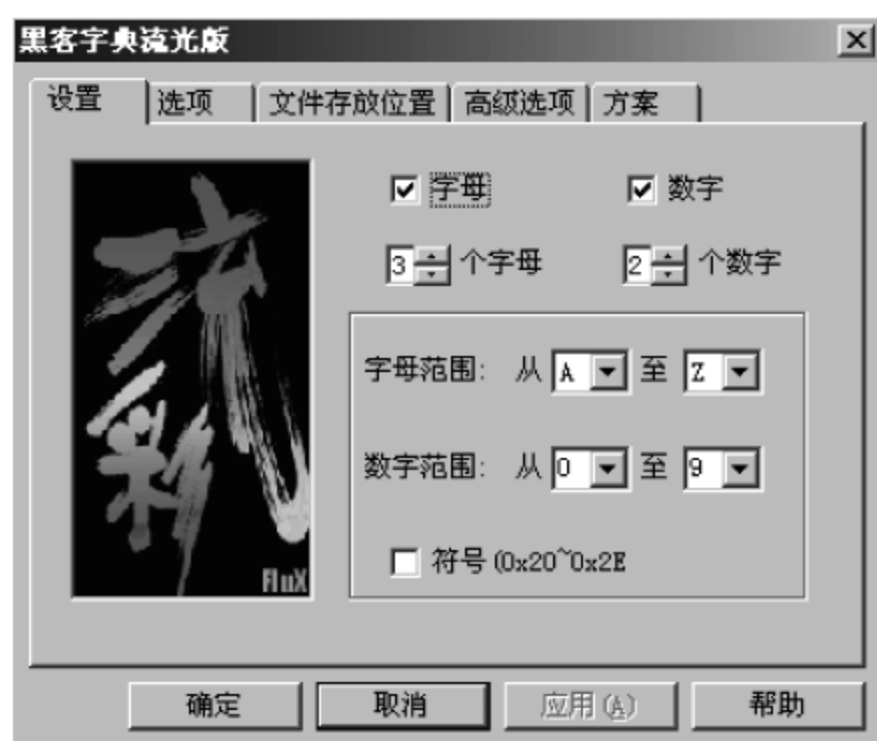 黑客字典流光版
设置 选项 文件存放位置 高级选项 方案
字母 数字
3 个字母 2 个数字
字母范围: 从 A 至 Z
数字范围: 从 0 至 9
符号(0x20~0x2E
流彩
FluX
确定 取消 应用(A) 帮助